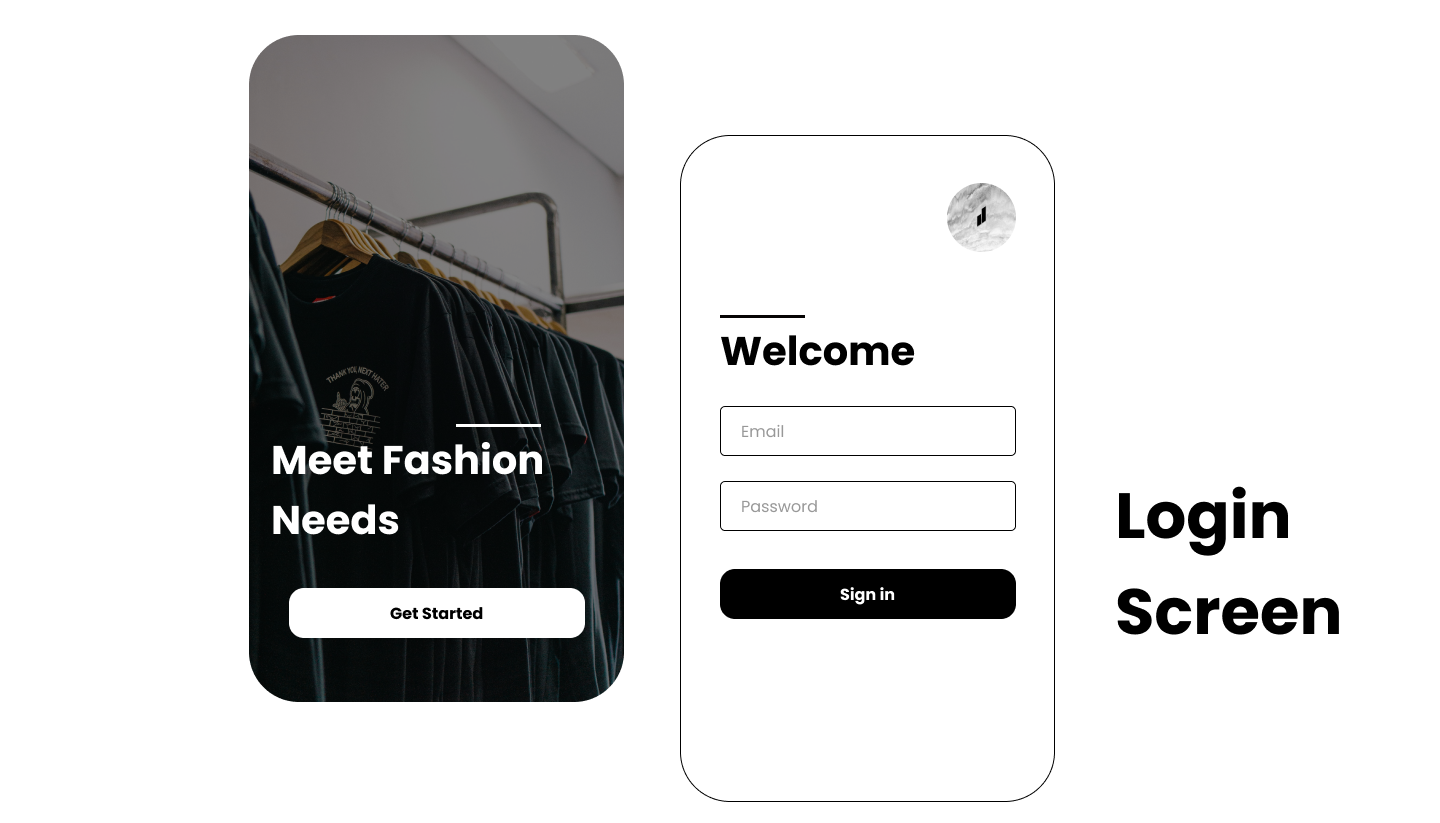 THANK YOU, NEXT HATER
Meet Fashion
Needs
Get Started
Welcome
Email
Password
Sign in
Login
Screen